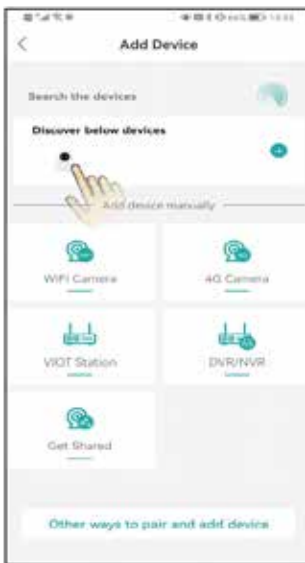 Add Device
Search the devices
Discover below devices
Add device manually
WIFI Camera
4G Camera
VIOT Station
DVR/NVR
Get Shared
Other ways to pair and add device